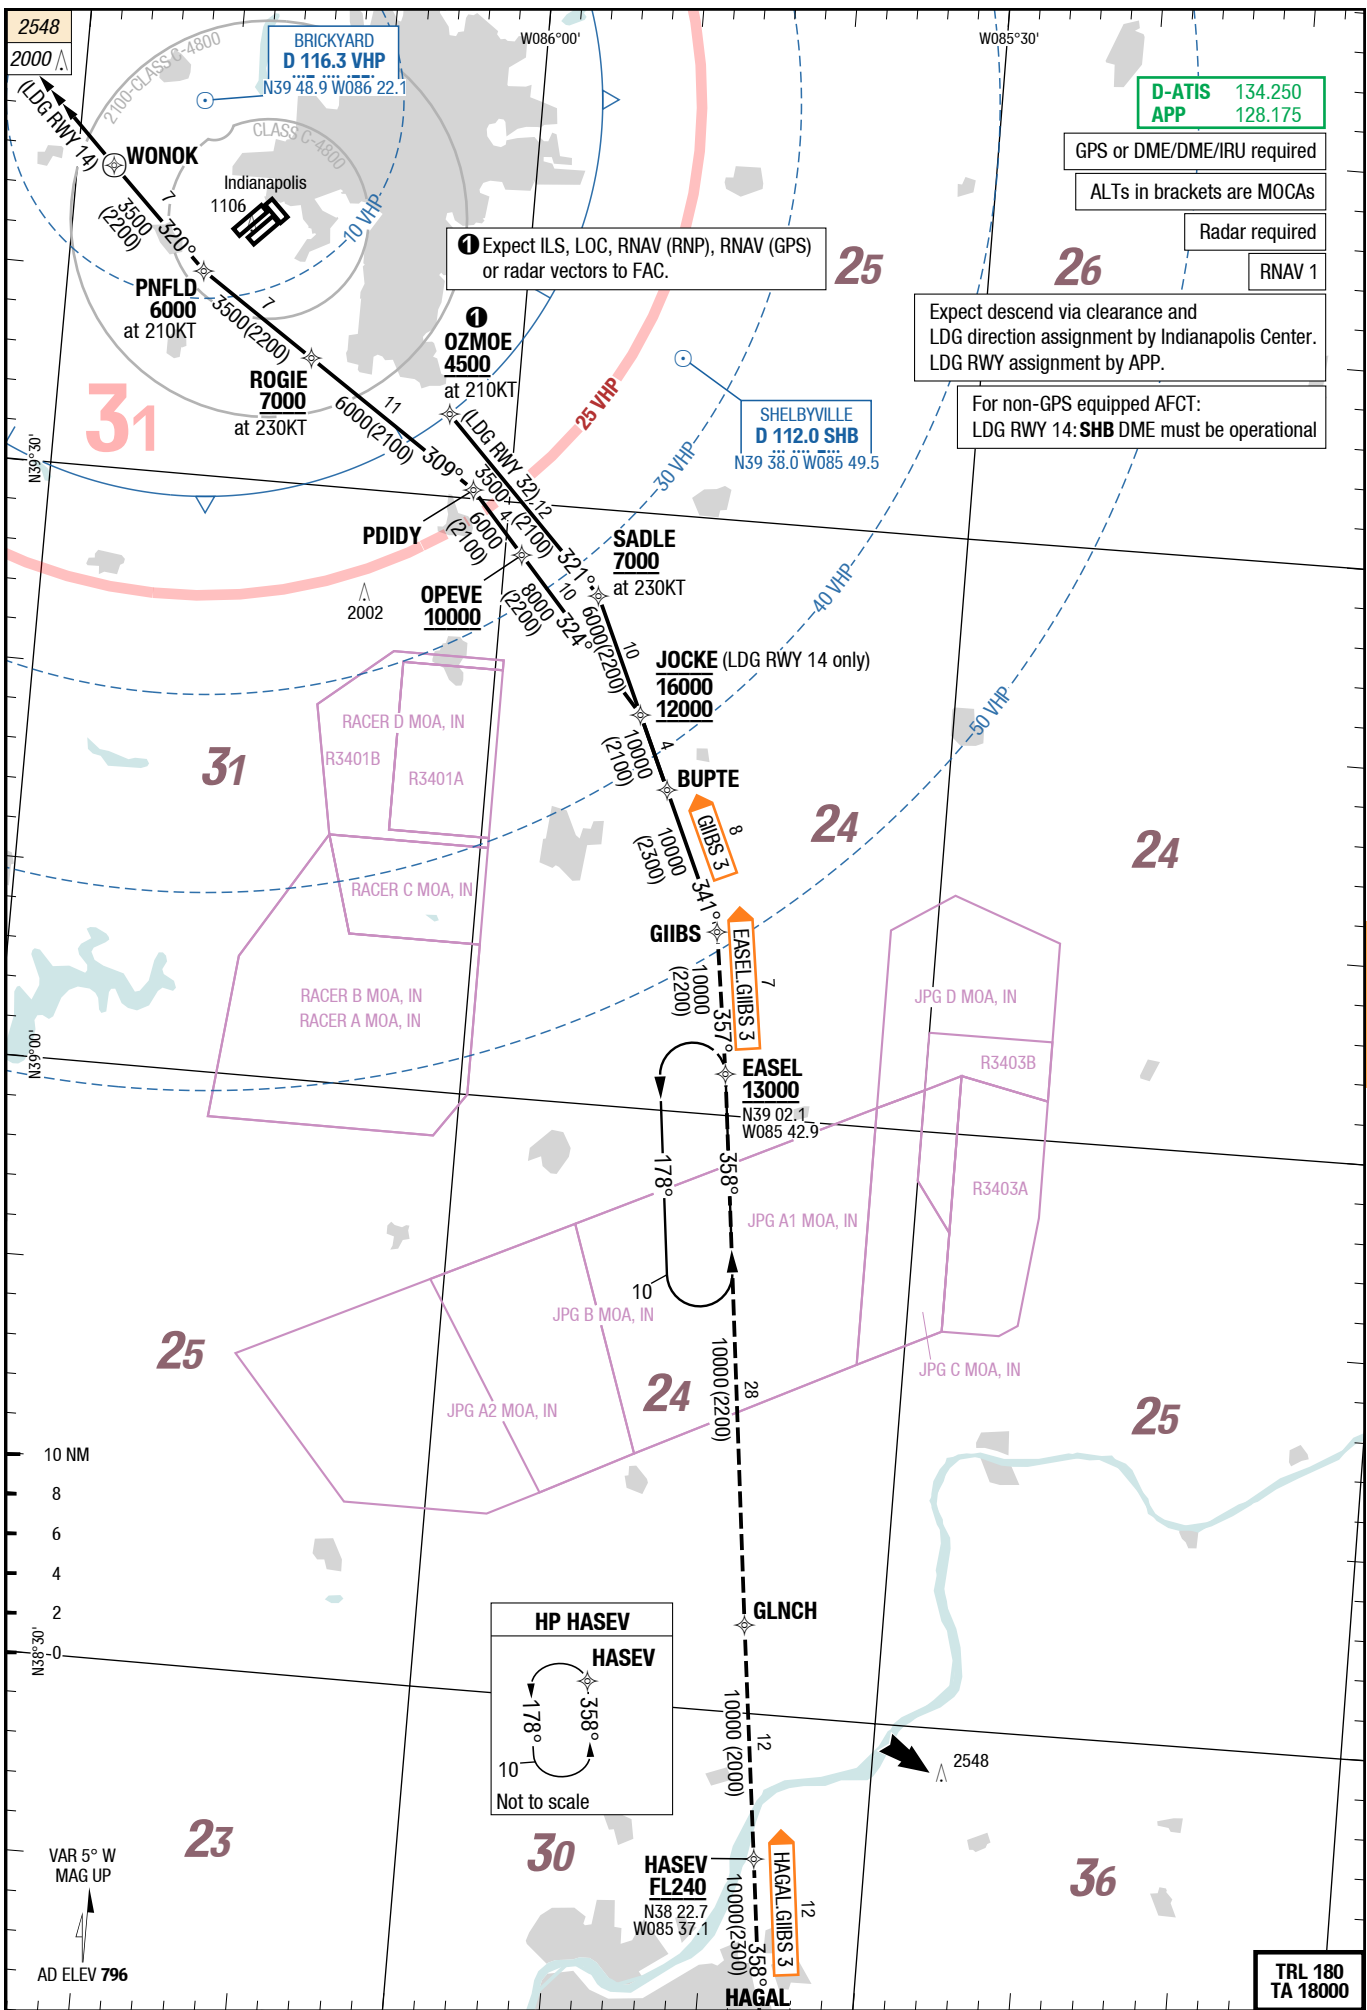 2548
2000
BRICKYARD
D 116.3 VHP
N39 48.9 W086 22.1
W086°00'
W085°30'
D-ATIS 134.250
APP 128.175
GPS or DME/DME/IRU required
ALTs in brackets are MOCAs
Radar required
RNAV 1
Expect descend via clearance and
LDG direction assignment by Indianapolis Center.
LDG RWY assignment by APP.
For non-GPS equipped AFCT:
LDG RWY 14: SHB DME must be operational
2100-CLASS C-4800
CLASS C-4800
(LDG RWY 14)
WONOK
Indianapolis
1106
10 VHP
7
320°
3500
(2200)
1 Expect ILS, LOC, RNAV (RNP), RNAV (GPS)
or radar vectors to FAC.
25
26
PNFLD
6000
at 210KT
7
3500(2200)
1
OZMOE
4500
at 210KT
ROGIE
7000
at 230KT
31
11
6000(2100)
309°
25 VHP
SHELBYVILLE
D 112.0 SHB
N39 38.0 W085 49.5
30 VHP
N39°30'
(LDG RWY 32)
12
3500
(2100)
321°
PDIDY
4
6000
(2100)
SADLE
7000
at 230KT
40 VHP
2002
OPEVE
10000
10
8000
(2200)
324°
10
6000(2200)
JOCKE (LDG RWY 14 only)
16000
12000
50 VHP
RACER D MOA, IN
R3401B
R3401A
31
4
10000
(2100)
BUPTE
8
GIIBS 3
10000
(2300)
341°
24
24
RACER C MOA, IN
GIIBS
EASEL.GIIBS 3
7
10000
(2200)
357°
RACER B MOA, IN
RACER A MOA, IN
JPG D MOA, IN
R3403B
N39°00'
EASEL
13000
N39 02.1
W085 42.9
178°
358°
R3403A
JPG A1 MOA, IN
10
JPG B MOA, IN
25
24
28
10000(2200)
JPG C MOA, IN
JPG A2 MOA, IN
25
10 NM
8
6
4
2
0
N38°30'
GLNCH
HP HASEV
HASEV
178°
358°
10
Not to scale
12
10000 (2000)
2548
23
30
36
VAR 5° W
MAG UP
HASEV
FL240
N38 22.7
W085 37.1
HAGAL.GIIBS 3
12
10000(2300)
358°
AD ELEV 796
HAGAL
TRL 180
TA 18000